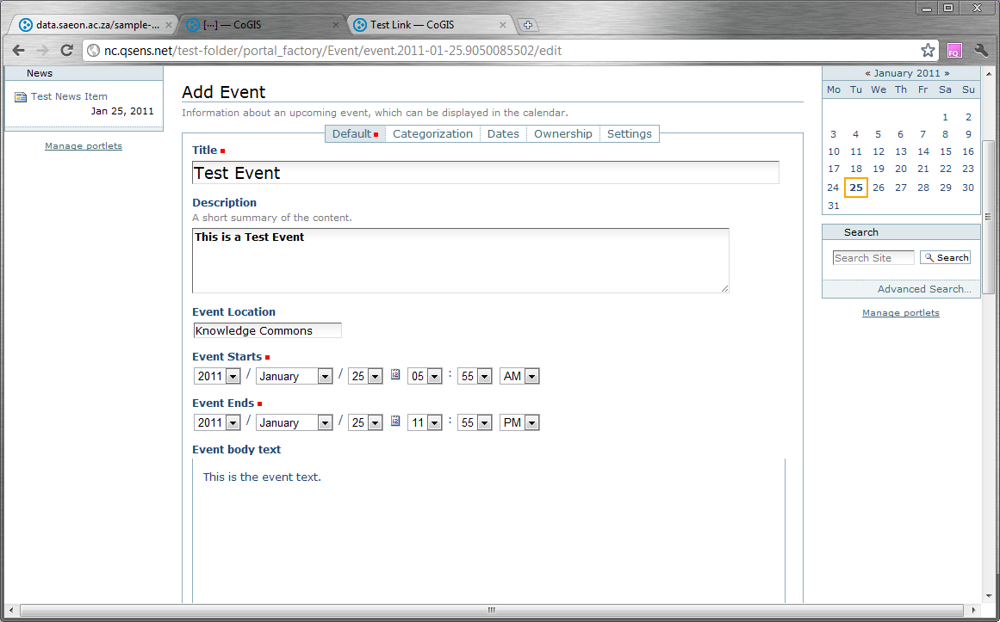 data.saeon.ac.za/sample-...
[···] — CoGIS
Test Link — CoGIS
nc.qsens.net/test-folder/portal_factory/Event/event.2011-01-25.9050085502/edit
FQ
News
Test News Item
Jan 25, 2011
Manage portlets
Add Event
Information about an upcoming event, which can be displayed in the calendar.
Default Categorization Dates Ownership Settings
Title
Test Event
Description
A short summary of the content.
This is a Test Event
Event Location
Knowledge Commons
Event Starts
2011 / January / 25 05 : 55 AM
Event Ends
2011 / January / 25 11 : 55 PM
Event body text
This is the event text.
« January 2011 »
Mo Tu We Th Fr Sa Su
1 2
3 4 5 6 7 8 9
10 11 12 13 14 15 16
17 18 19 20 21 22 23
24 25 26 27 28 29 30
31
Search
Search Site Search
Advanced Search...
Manage portlets